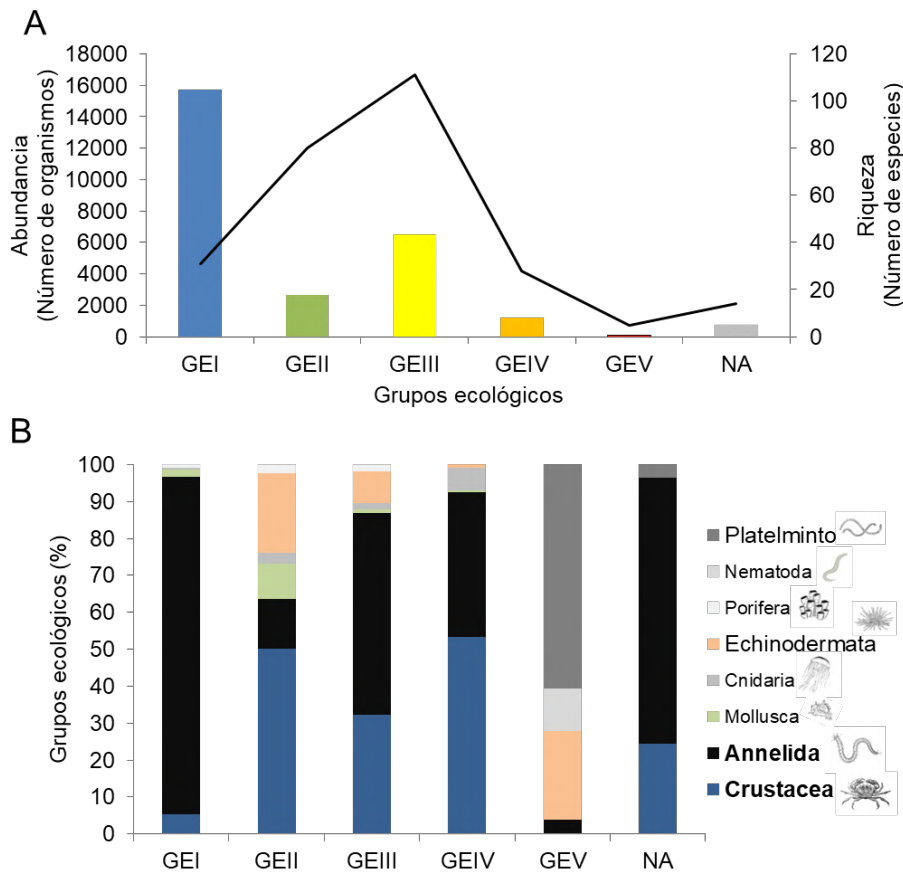 A
Abundancia
(Número de organismos)
18000
16000
14000
12000
10000
8000
6000
4000
2000
0
120
100
80
60
40
20
0
Riqueza
(Número de especies)
GEI GEII GEIII GEIV GEV NA
Grupos ecológicos
B
Grupos ecológicos (%)
100
90
80
70
60
50
40
30
20
10
0
GEI GEII GEIII GEIV GEV NA
Platelminto
Nematoda
Porifera
Echinodermata
Cnidaria
Mollusca
Annelida
Crustacea